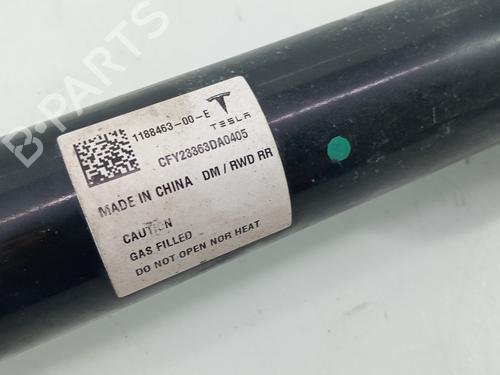 1188463-00-E
TESLA
CFY23363DA0405
MADE IN CHINA DM / RWD RR
CAUTION
GAS FILLED
DO NOT OPEN NOR HEAT
B-Parts